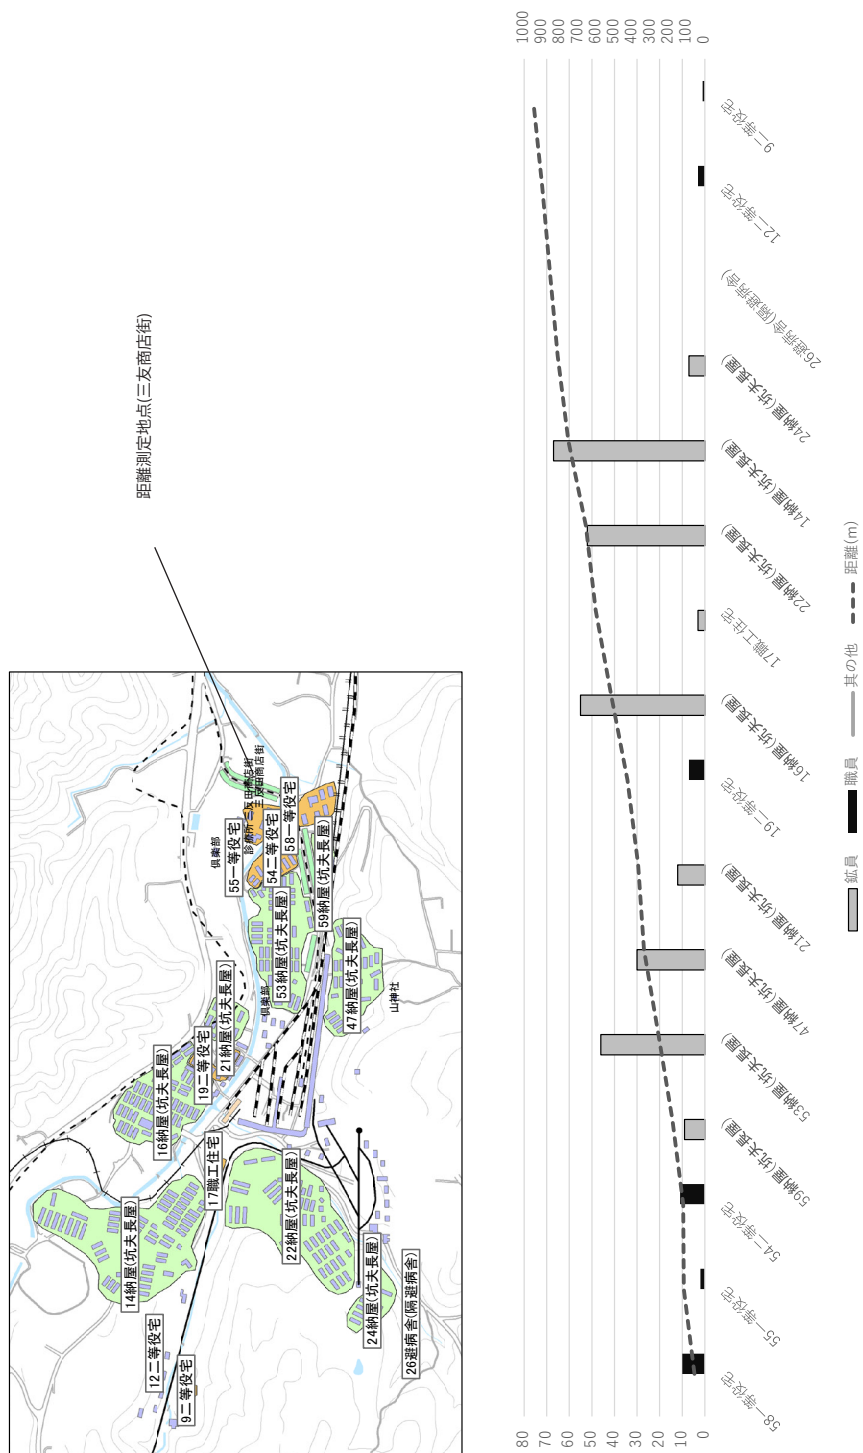 距離測定地点(三友商店街)
55一等役宅
倶楽部
診療所
三反田商店街
三反田商店街
54二等役宅
58一等役宅
59納屋(坑夫長屋)
53納屋(坑夫長屋)
倶楽部
47納屋(坑夫長屋)
山神社
21納屋(坑夫長屋)
19二等役宅
16納屋(坑夫長屋)
17職工住宅
14納屋(坑夫長屋)
22納屋(坑夫長屋)
24納屋(坑夫長屋)
26避病舎(隔避病舎)
12二等役宅
9二等役宅
80
70
60
50
40
30
20
10
0
1000
900
800
700
600
500
400
300
200
100
0
58一等役宅
55一等役宅
54二等役宅
59納屋(坑夫長屋)
53納屋(坑夫長屋)
47納屋(坑夫長屋)
21納屋(坑夫長屋)
19二等役宅
16納屋(坑夫長屋)
17職工住宅
22納屋(坑夫長屋)
14納屋(坑夫長屋)
24納屋(坑夫長屋)
26避病舎(隔避病舎)
12二等役宅
9二等役宅
鉱員 職員 其の他 距離(m)